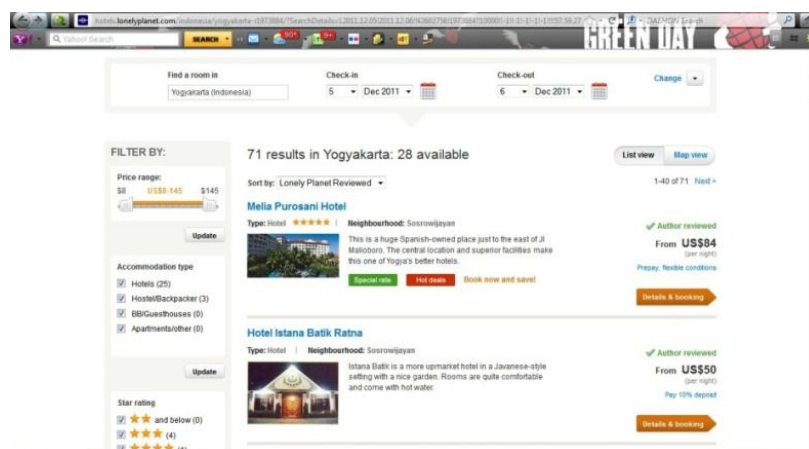 hotels.lonelyplanet.com/indonesia/
DAEMON Search
Yahoo! Search
SEARCH
GREEN DAY
Find a room in
Check-in
Check-out
Yogyakarta (Indonesia)
5
Dec 2011
6
Dec 2011
Change
FILTER BY:
Price range:
$8 US$8-145 $145
Update
Accommodation type
Hotels (25)
Hostel/Backpacker (3)
BB/Guesthouses (0)
Apartments/other (0)
Update
Star rating
and below (0)
(4)
71 results in Yogyakarta: 28 available
List view
Map view
Sort by: Lonely Planet Reviewed
1-40 of 71 Next >
Melia Purosani Hotel
Type: Hotel | Neighbourhood: Sosrowijayan
This is a huge Spanish-owned place just to the east of Jl
Malioboro. The central location and superior facilities make
this one of Yogya's better hotels.
Special rate
Hot deals
Book now and save!
Author reviewed
From US$84
(per night)
Prepay, flexible conditions
Details & booking
Hotel Istana Batik Ratna
Type: Hotel | Neighbourhood: Sosrowijayan
Istana Batik is a more upmarket hotel in a Javanese-style
setting with a nice garden. Rooms are quite comfortable
and come with hot water.
Author reviewed
From US$50
(per night)
Pay 10% deposit
Details & booking